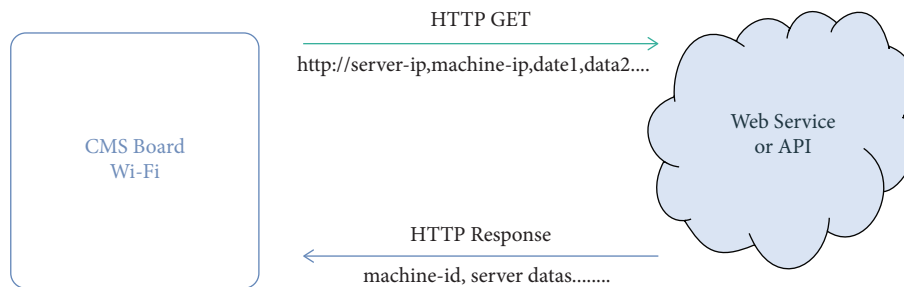 HTTP GET
http://server-ip,machine-ip,date1,data2....
CMS Board
Wi-Fi
Web Service
or API
HTTP Response
machine-id, server datas........